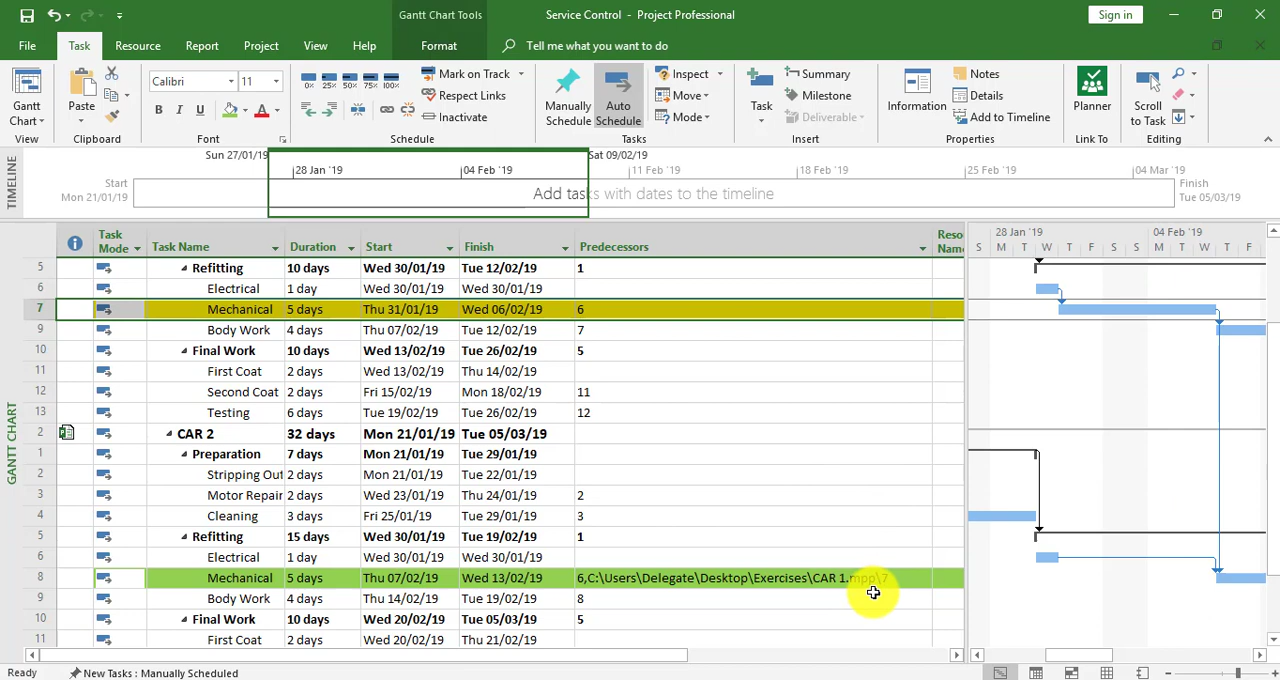 Gantt Chart Tools
Service Control - Project Professional
Sign in
File Task Resource Report Project View Help Format Tell me what you want to do
Gantt Chart
View
Paste
Clipboard
Calibri 11
B I U A
Font
0% 25% 50% 75% 100%
Mark on Track
Respect Links
Inactivate
Schedule
Manually Schedule
Auto Schedule
Inspect
Move
Mode
Tasks
Task
Summary
Milestone
Deliverable
Insert
Information
Notes
Details
Add to Timeline
Properties
Planner
Link To
Scroll to Task
Editing
TIMELINE
Sun 27/01/19 Sat 09/02/19
28 Jan '19 04 Feb '19 11 Feb '19 18 Feb '19 25 Feb '19 04 Mar '19
Start
Mon 21/01/19
Add tasks with dates to the timeline
Finish
Tue 05/03/19
GANTT CHART
Task Mode Task Name Duration Start Finish Predecessors Resou Name
28 Jan '19 04 Feb '19
S M T W T F S S M T W T F
5 Refitting 10 days Wed 30/01/19 Tue 12/02/19 1
6 Electrical 1 day Wed 30/01/19 Wed 30/01/19
7 Mechanical 5 days Thu 31/01/19 Wed 06/02/19 6
9 Body Work 4 days Thu 07/02/19 Tue 12/02/19 7
10 Final Work 10 days Wed 13/02/19 Tue 26/02/19 5
11 First Coat 2 days Wed 13/02/19 Thu 14/02/19
12 Second Coat 2 days Fri 15/02/19 Mon 18/02/19 11
13 Testing 6 days Tue 19/02/19 Tue 26/02/19 12
2 CAR 2 32 days Mon 21/01/19 Tue 05/03/19
1 Preparation 7 days Mon 21/01/19 Tue 29/01/19
2 Stripping Out 2 days Mon 21/01/19 Tue 22/01/19
3 Motor Repair 2 days Wed 23/01/19 Thu 24/01/19 2
4 Cleaning 3 days Fri 25/01/19 Tue 29/01/19 3
5 Refitting 15 days Wed 30/01/19 Tue 19/02/19 1
6 Electrical 1 day Wed 30/01/19 Wed 30/01/19
8 Mechanical 5 days Thu 07/02/19 Wed 13/02/19 6,C:\Users\Delegate\Desktop\Exercises\CAR 1.mpp\7
9 Body Work 4 days Thu 14/02/19 Tue 19/02/19 8
10 Final Work 10 days Wed 20/02/19 Tue 05/03/19 5
11 First Coat 2 days Wed 20/02/19 Thu 21/02/19
Ready New Tasks : Manually Scheduled